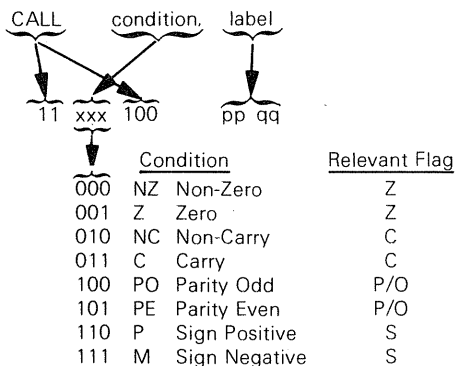 CALL condition, label
11 xxx 100 pp qq
Condition Relevant Flag
000 NZ Non-Zero Z
001 Z Zero Z
010 NC Non-Carry C
011 C Carry C
100 PO Parity Odd P/O
101 PE Parity Even P/O
110 P Sign Positive S
111 M Sign Negative S